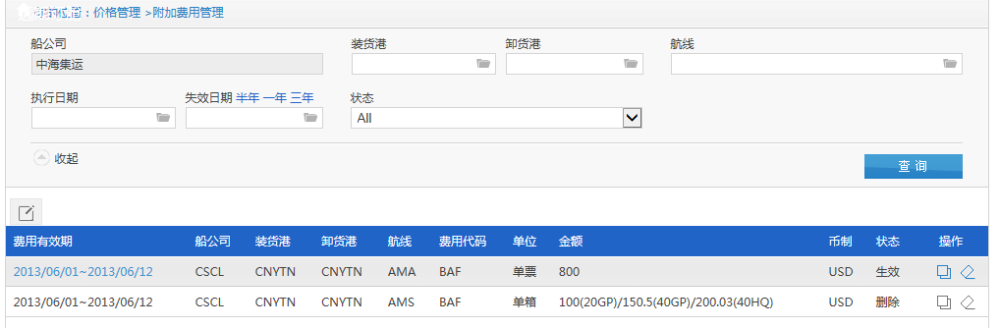 您的位置：价格管理 >附加费用管理
船公司 装货港 卸货港 航线
中海集运
执行日期 失效日期 半年 一年 三年 状态
All
收起
查 询
费用有效期 船公司 装货港 卸货港 航线 费用代码 单位 金额 币制 状态 操作
2013/06/01~2013/06/12 CSCL CNYTN CNYTN AMA BAF 单票 800 USD 生效
2013/06/01~2013/06/12 CSCL CNYTN CNYTN AMS BAF 单箱 100(20GP)/150.5(40GP)/200.03(40HQ) USD 删除